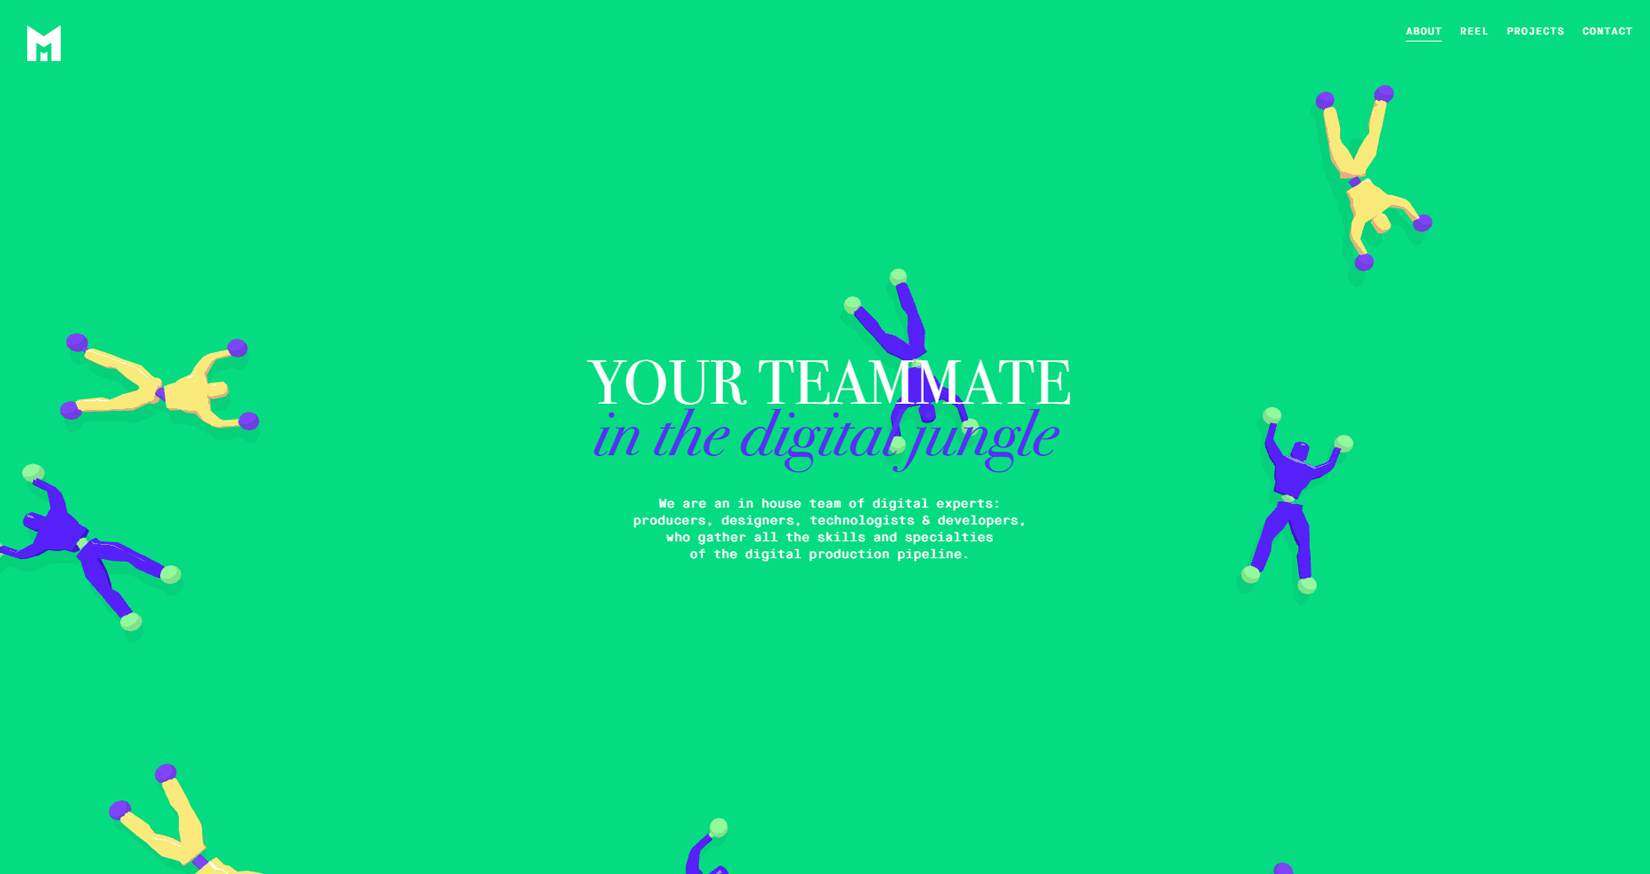 ABOUT REEL PROJECTS CONTACT
YOUR TEAMMATE
in the digital jungle
We are an in house team of digital experts:
producers, designers, technologists & developers,
who gather all the skills and specialties
of the digital production pipeline.